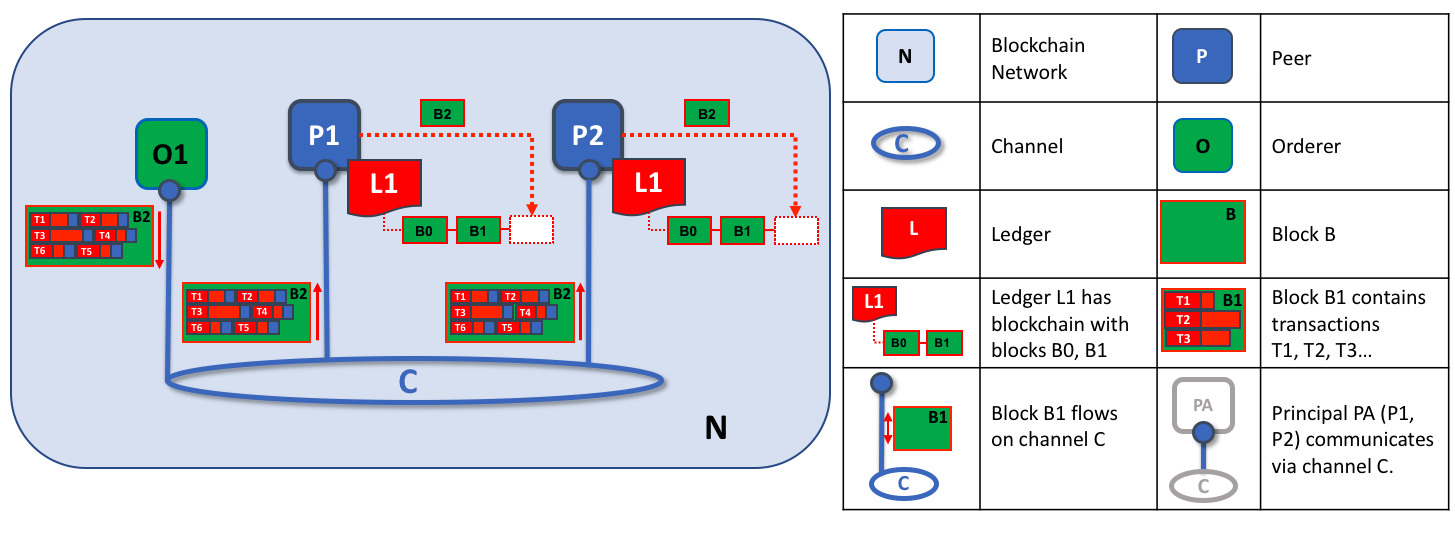 O1
P1
L1
B2
B0
B1
P2
L1
B2
B0
B1
T1
T2
B2
T3
T4
T6
T5
T1
T2
B2
T3
T4
T6
T5
T1
T2
B2
T3
T4
T6
T5
C
N
N
Blockchain
Network
P
Peer
C
Channel
O
Orderer
L
Ledger
B
Block B
L1
B0
B1
Ledger L1 has
blockchain with
blocks B0, B1
T1
B1
T2
T3
Block B1 contains
transactions
T1, T2, T3...
B1
C
Block B1 flows
on channel C
PA
C
Principal PA (P1,
P2) communicates
via channel C.